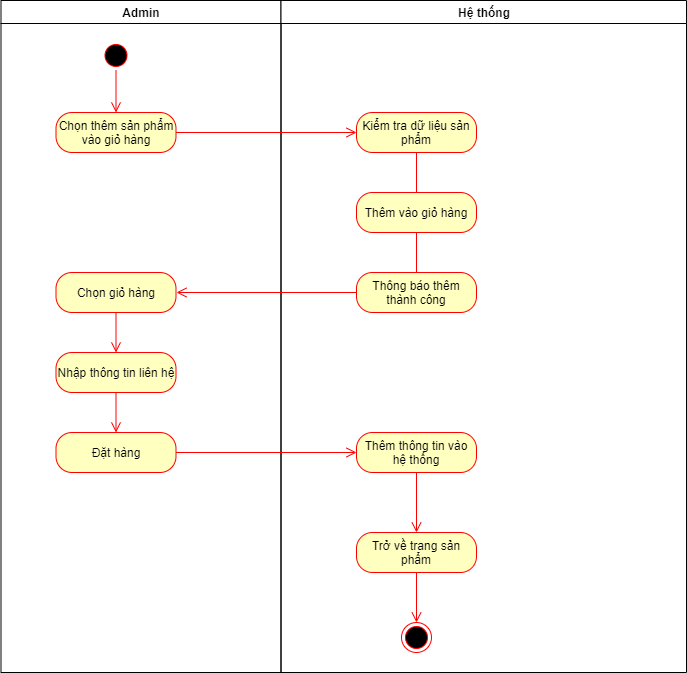 Admin
Hệ thống
Chọn thêm sản phẩm
vào giỏ hàng
Kiểm tra dữ liệu sản
phẩm
Thêm vào giỏ hàng
Thông báo thêm
thành công
Chọn giỏ hàng
Nhập thông tin liên hệ
Đặt hàng
Thêm thông tin vào
hệ thống
Trở về trang sản
phẩm